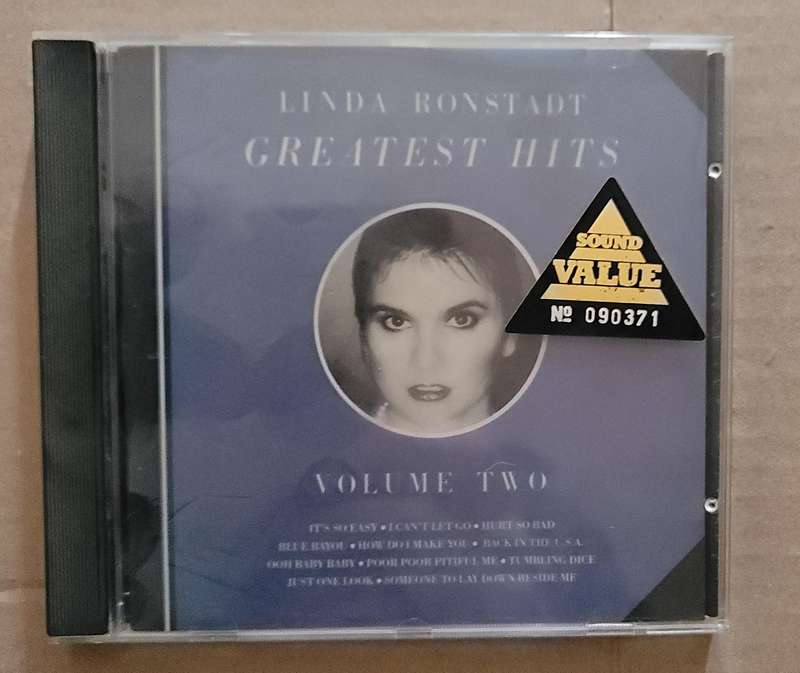 LINDA RONSTADT
GREATEST HITS
SOUND
VALUE
№ 090371
VOLUME TWO
IT'S SO EASY • I CAN'T LET GO • HURT SO BAD
BLUE BAYOU • HOW DO I MAKE YOU • BACK IN THE U.S.A.
OOH BABY BABY • POOR POOR PITIFUL ME • TUMBLING DICE
JUST ONE LOOK • SOMEONE TO LAY DOWN BESIDE ME